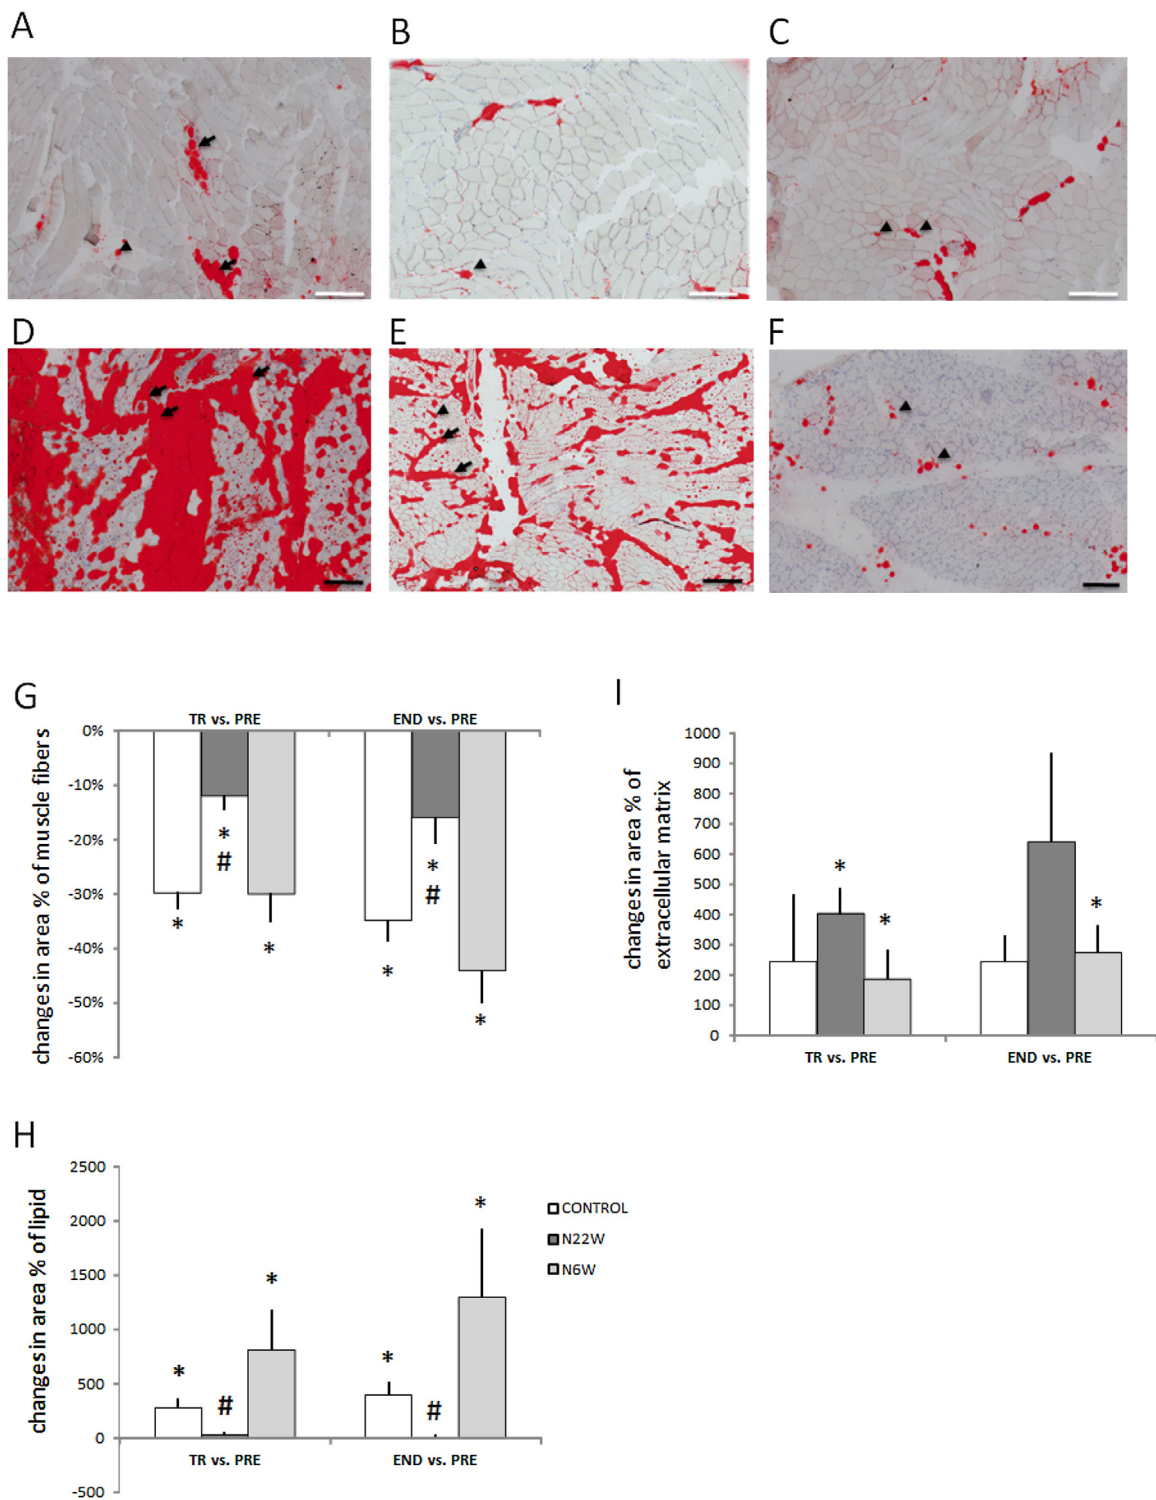 A
B
C
D
E
F
G
TR vs. PRE
END vs. PRE
changes in area % of muscle fibers
0%
-10%
-20%
-30%
-40%
-50%
-60%
*
*
#
*
*
*
#
*
I
changes in area % of
extracellular matrix
1000
900
800
700
600
500
400
300
200
100
0
*
*
*
TR vs. PRE
END vs. PRE
H
changes in area % of lipid
2500
2000
1500
1000
500
0
-500
*
#
*
*
#
*
TR vs. PRE
END vs. PRE
CONTROL
N22W
N6W